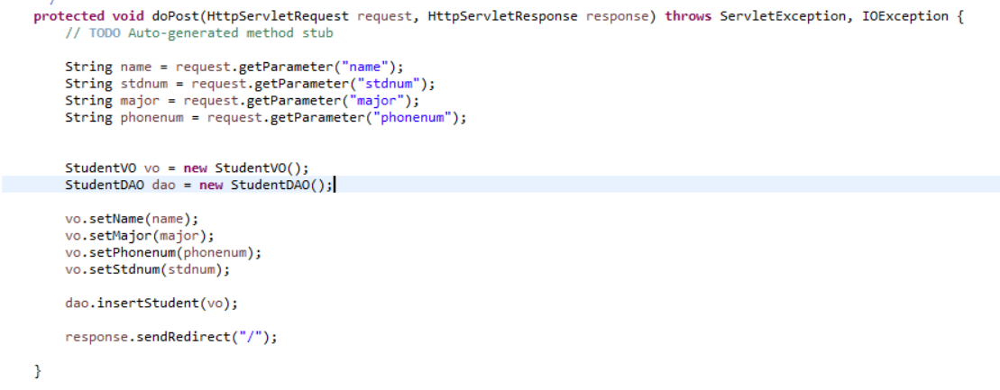 protected void doPost(HttpServletRequest request, HttpServletResponse response) throws ServletException, IOException {
// TODO Auto-generated method stub
String name = request.getParameter("name");
String stdnum = request.getParameter("stdnum");
String major = request.getParameter("major");
String phonenum = request.getParameter("phonenum");
StudentVO vo = new StudentVO();
StudentDAO dao = new StudentDAO();
vo.setName(name);
vo.setMajor(major);
vo.setPhonenum(phonenum);
vo.setStdnum(stdnum);
dao.insertStudent(vo);
response.sendRedirect("/");
}